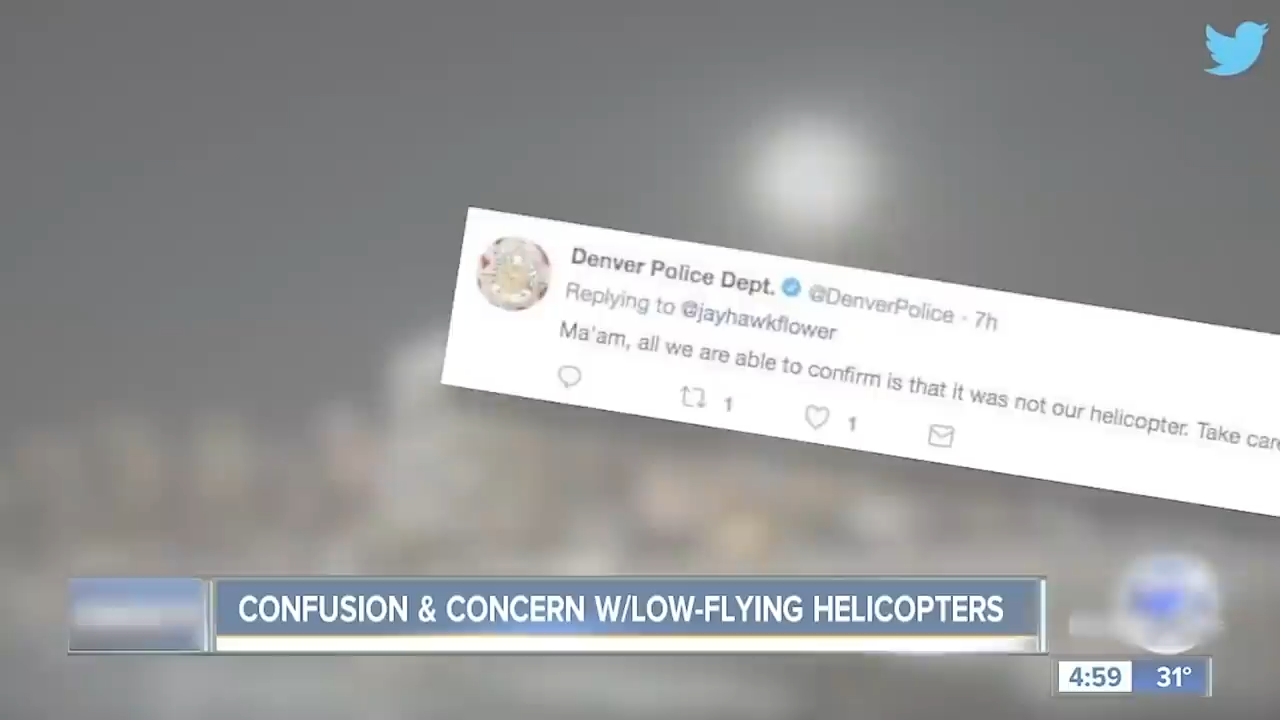 Denver Police Dept. @DenverPolice · 7h
Replying to @jayhawkflower
Ma'am, all we are able to confirm is that it was not our helicopter. Take care
1 1
CONFUSION & CONCERN W/LOW-FLYING HELICOPTERS
4:59 31°